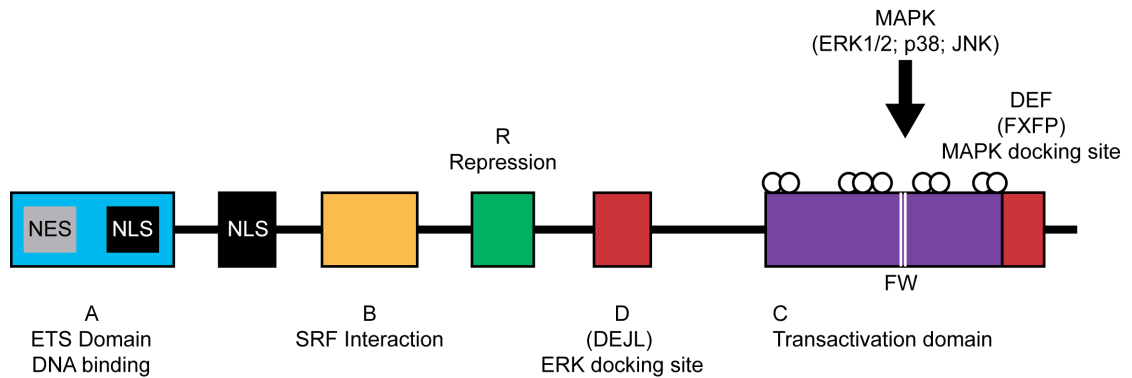 MAPK
(ERK1/2; p38; JNK)
DEF
(FXFP)
MAPK docking site
R
Repression
NES
NLS
NLS
FW
A
ETS Domain
DNA binding
B
SRF Interaction
D
(DEJL)
ERK docking site
C
Transactivation domain